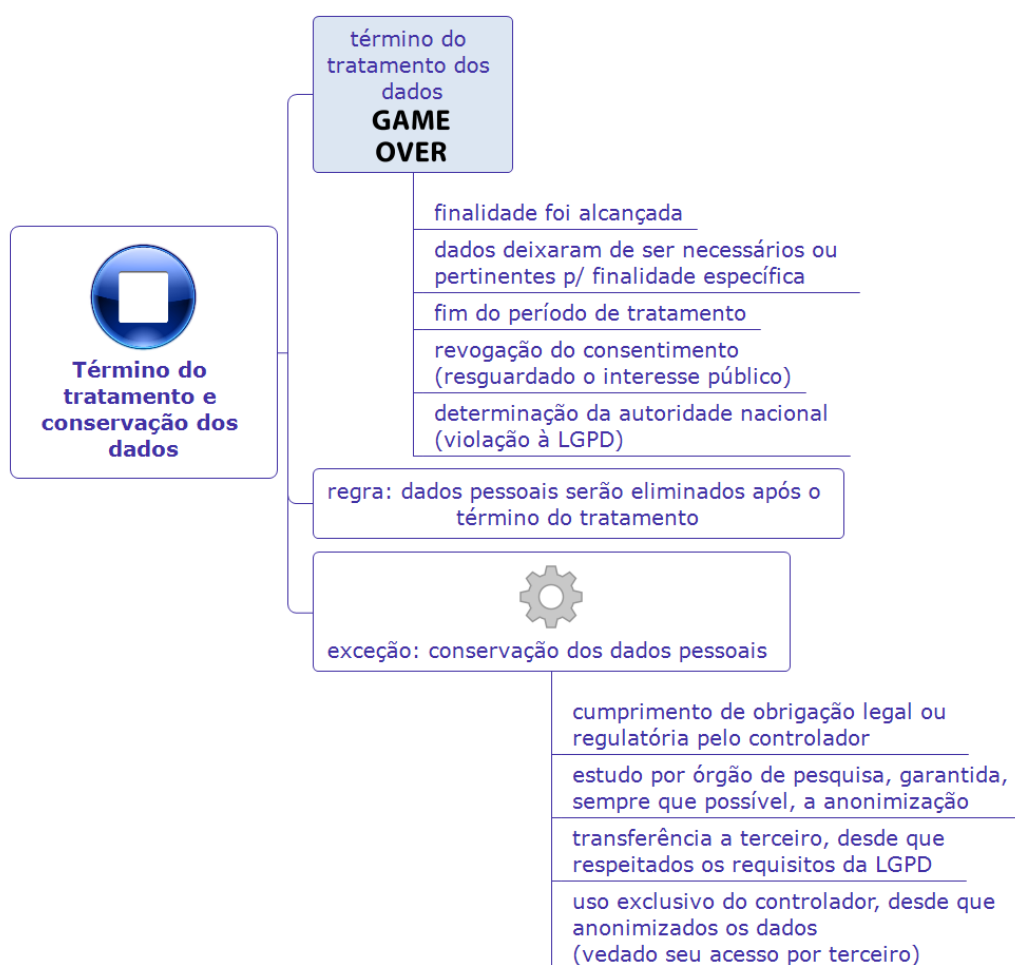 término do
tratamento dos
dados
GAME
OVER
finalidade foi alcançada
dados deixaram de ser necessários ou
pertinentes p/ finalidade específica
fim do período de tratamento
revogação do consentimento
(resguardado o interesse público)
determinação da autoridade nacional
(violação à LGPD)
Término do
tratamento e
conservação dos
dados
regra: dados pessoais serão eliminados após o
término do tratamento
exceção: conservação dos dados pessoais
cumprimento de obrigação legal ou
regulatória pelo controlador
estudo por órgão de pesquisa, garantida,
sempre que possível, a anonimização
transferência a terceiro, desde que
respeitados os requisitos da LGPD
uso exclusivo do controlador, desde que
anonimizados os dados
(vedado seu acesso por terceiro)